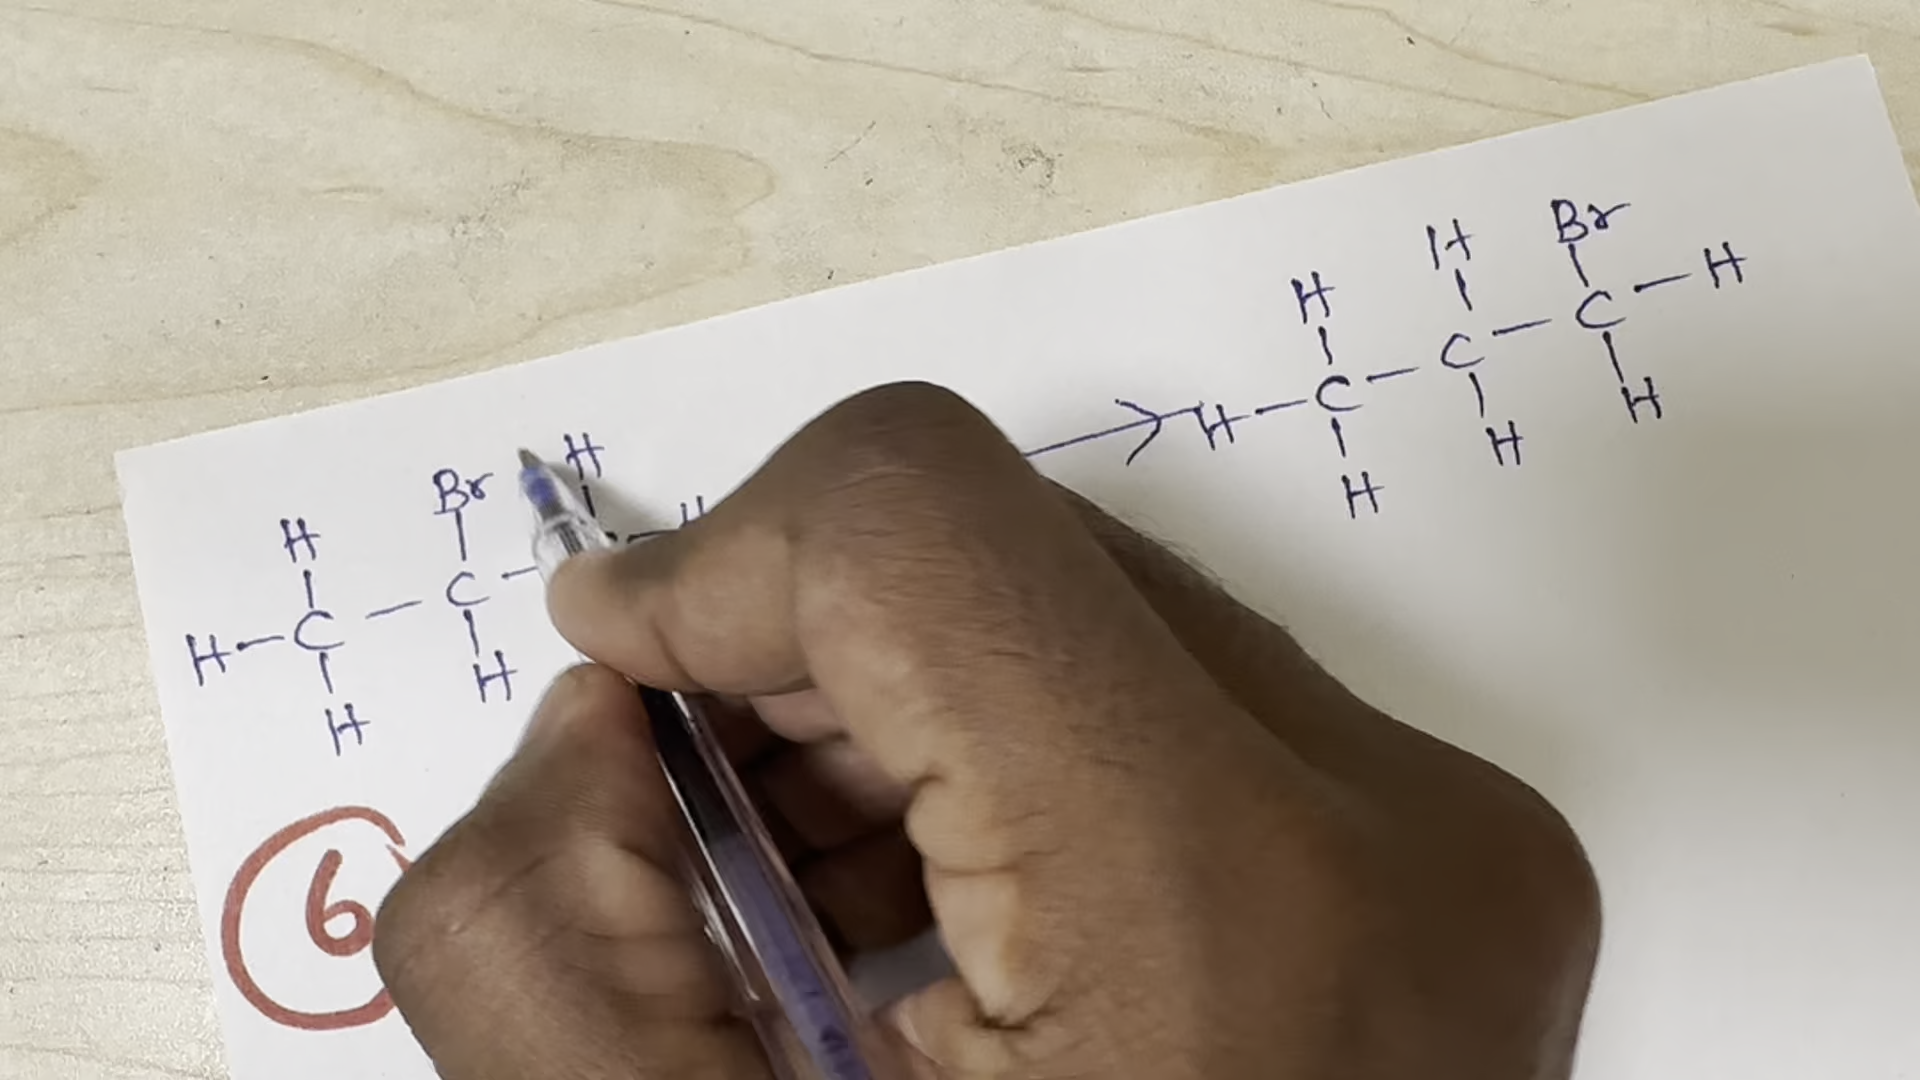 H Br H
H-C-C- H
H H
→
H H Br
H-C-C-C-H
H H H
6